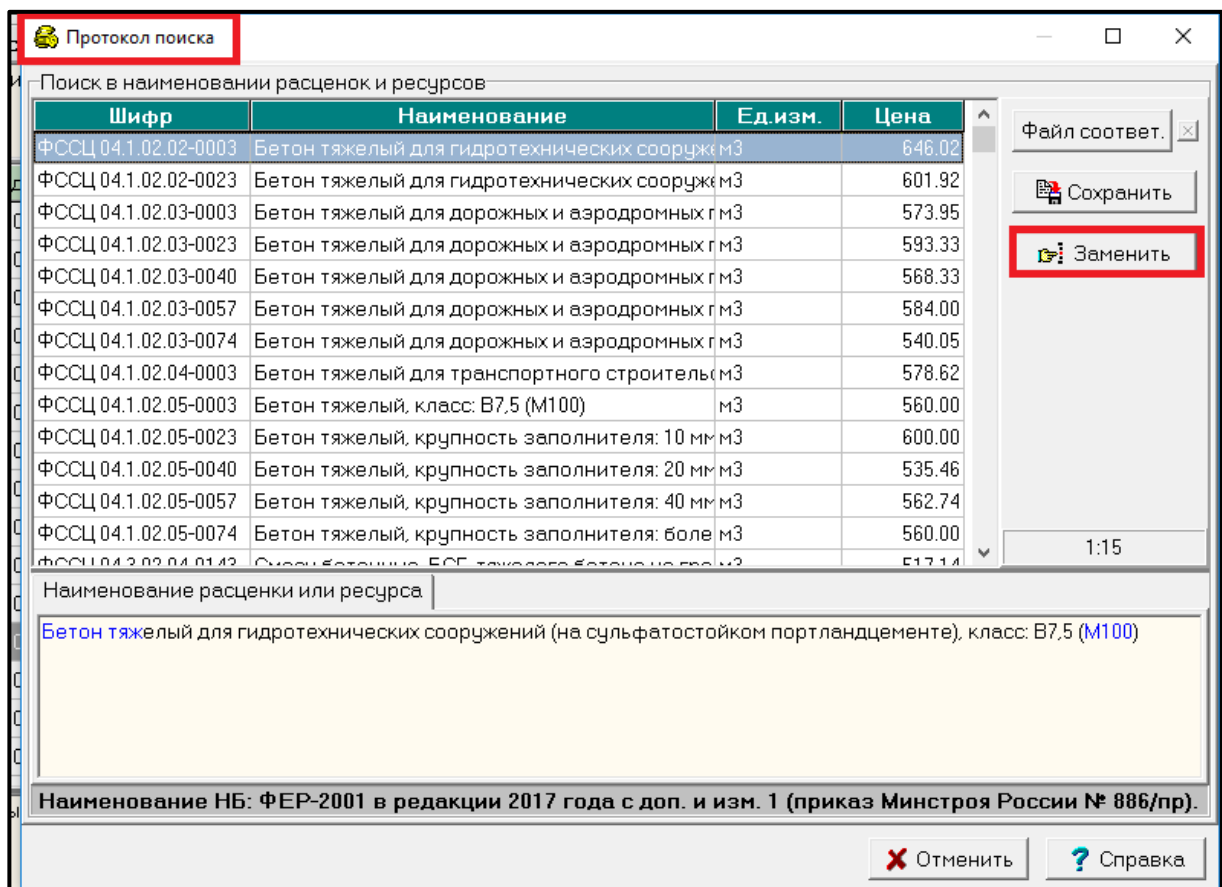 Протокол поиска
Поиск в наименовании расценок и ресурсов
Шифр Наименование Ед.изм. Цена
ФССЦ 04.1.02.02-0003 Бетон тяжелый для гидротехнических сооруже м3 646.02
ФССЦ 04.1.02.02-0023 Бетон тяжелый для гидротехнических сооруже м3 601.92
ФССЦ 04.1.02.03-0003 Бетон тяжелый для дорожных и аэродромных п м3 573.95
ФССЦ 04.1.02.03-0023 Бетон тяжелый для дорожных и аэродромных п м3 593.33
ФССЦ 04.1.02.03-0040 Бетон тяжелый для дорожных и аэродромных п м3 568.33
ФССЦ 04.1.02.03-0057 Бетон тяжелый для дорожных и аэродромных п м3 584.00
ФССЦ 04.1.02.03-0074 Бетон тяжелый для дорожных и аэродромных п м3 540.05
ФССЦ 04.1.02.04-0003 Бетон тяжелый для транспортного строительс м3 578.62
ФССЦ 04.1.02.05-0003 Бетон тяжелый, класс: В7,5 (М100) м3 560.00
ФССЦ 04.1.02.05-0023 Бетон тяжелый, крупность заполнителя: 10 мм м3 600.00
ФССЦ 04.1.02.05-0040 Бетон тяжелый, крупность заполнителя: 20 мм м3 535.46
ФССЦ 04.1.02.05-0057 Бетон тяжелый, крупность заполнителя: 40 мм м3 562.74
ФССЦ 04.1.02.05-0074 Бетон тяжелый, крупность заполнителя: боле м3 560.00
ФССЦ 04.3.02.04-0143 м3 517.14
Файл соответ.
Сохранить
Заменить
1:15
Наименование расценки или ресурса
Бетон тяжелый для гидротехнических сооружений (на сульфатостойком портландцементе), класс: В7,5 (М100)
Наименование НБ: ФЕР-2001 в редакции 2017 года с доп. и изм. 1 (приказ Минстроя России № 886/пр).
Отменить
Справка